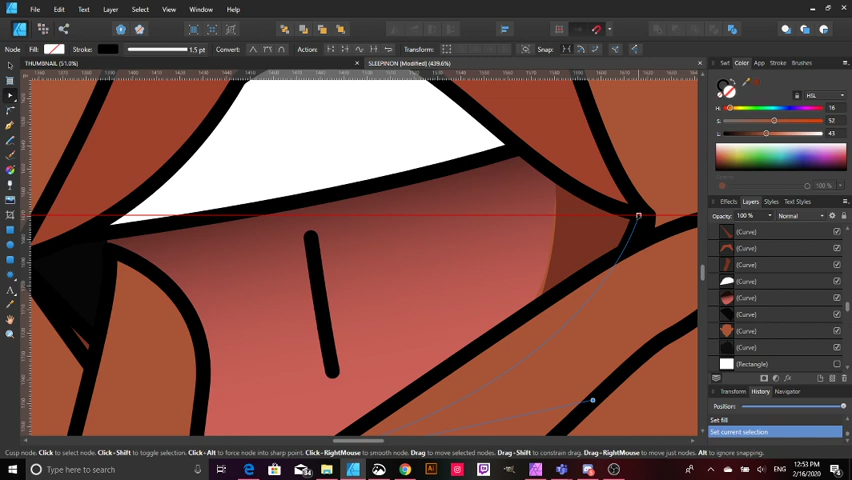 File Edit Text Layer Select View Window Help
Node Fill: Stroke: 1.5 pt Convert: Action: Transform: Snap:
THUMBNAIL (51.0%) × SLEEPINON [Modified] (439.6%) ×
Set Color App Stroke Brushes
HSL
H: 16
S: 52
L: 43
Opacity 100 %
Effects Layers Styles Text Styles
Opacity: 100 % Normal
(Curve)
(Curve)
(Curve)
(Curve)
(Curve)
(Curve)
(Curve)
(Curve)
(Rectangle)
Transform History Navigator
Position:
Set fill
Set current selection
Cusp node. Click to select node. Click+Shift to toggle selection. Click+Alt to force node into sharp point. Click+RightMouse to smooth node. Drag to move selected nodes. Drag+Shift to constrain drag. Drag+RightMouse to move just nodes. Alt to ignore snapping.
Type here to search
ENG
12:53 PM
2/16/2020